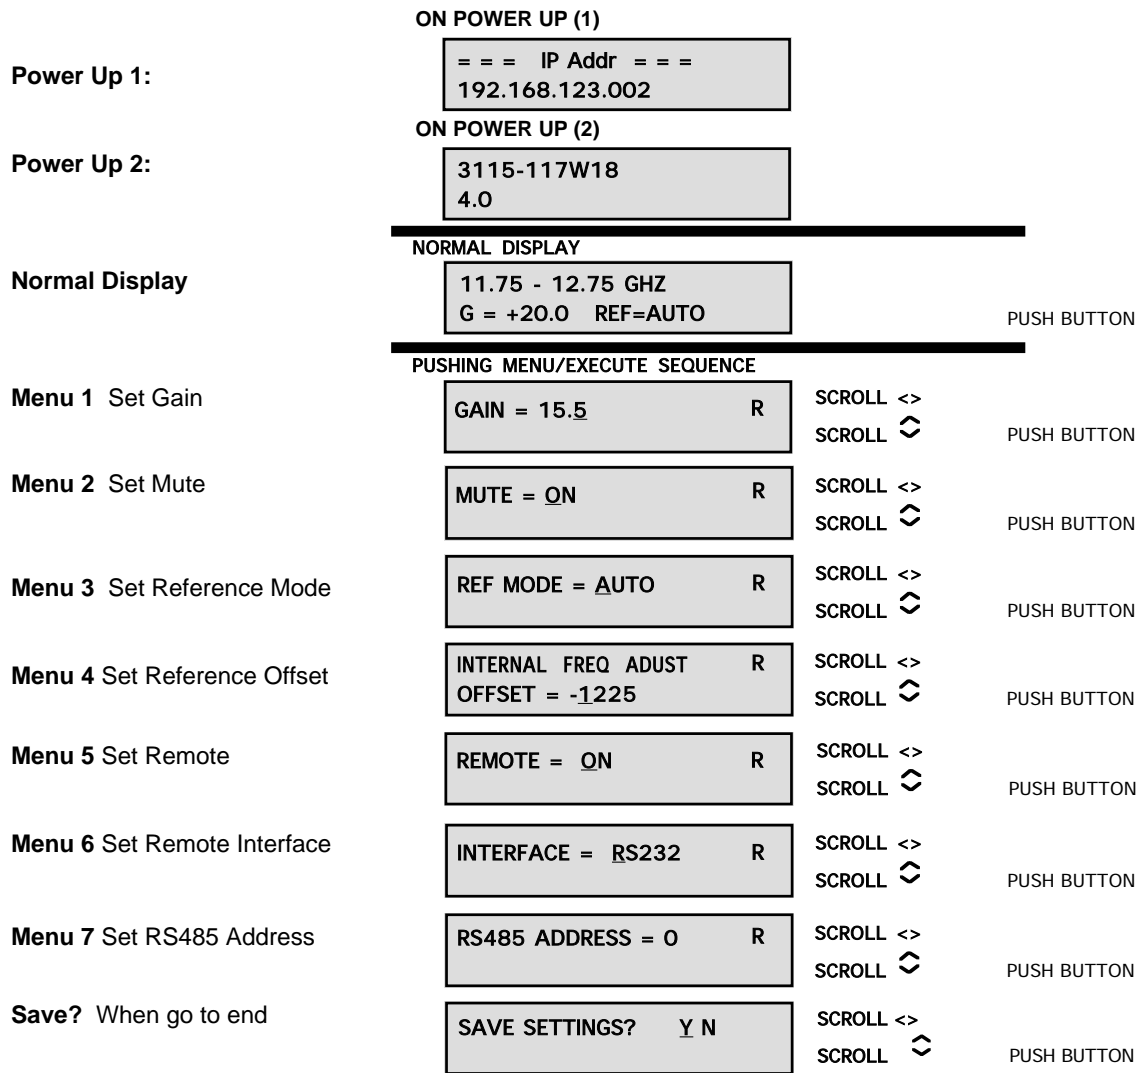 ON POWER UP (1)
Power Up 1:
= = = IP Addr = = =
192.168.123.002
ON POWER UP (2)
Power Up 2:
3115-117W18
4.0
NORMAL DISPLAY
Normal Display
11.75 - 12.75 GHZ
G = +20.0 REF=AUTO
PUSH BUTTON
PUSHING MENU/EXECUTE SEQUENCE
Menu 1 Set Gain
GAIN = 15.5 R
SCROLL <>
SCROLL
PUSH BUTTON
Menu 2 Set Mute
MUTE = ON R
SCROLL <>
SCROLL
PUSH BUTTON
Menu 3 Set Reference Mode
REF MODE = AUTO R
SCROLL <>
SCROLL
PUSH BUTTON
Menu 4 Set Reference Offset
INTERNAL FREQ ADUST R
OFFSET = -1225
SCROLL <>
SCROLL
PUSH BUTTON
Menu 5 Set Remote
REMOTE = ON R
SCROLL <>
SCROLL
PUSH BUTTON
Menu 6 Set Remote Interface
INTERFACE = RS232 R
SCROLL <>
SCROLL
PUSH BUTTON
Menu 7 Set RS485 Address
RS485 ADDRESS = 0 R
SCROLL <>
SCROLL
PUSH BUTTON
Save? When go to end
SAVE SETTINGS? Y N
SCROLL <>
SCROLL
PUSH BUTTON